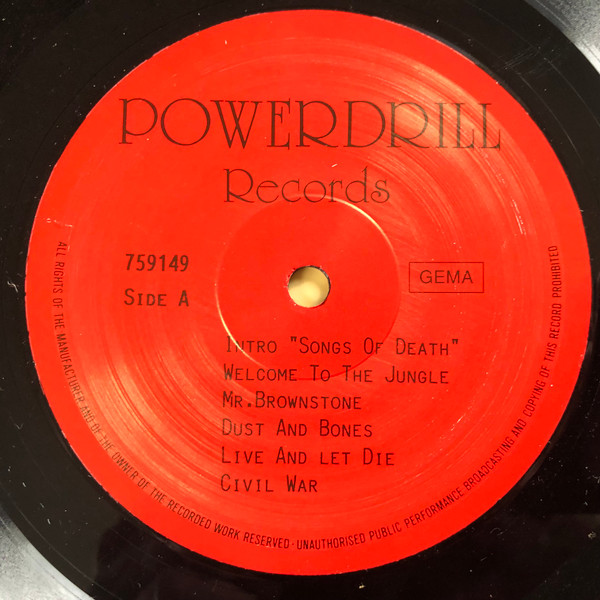 POWERDRILL
Records
759149
SIDE A
GEMA
INTRO "SONGS OF DEATH"
WELCOME TO THE JUNGLE
MR.BROWNSTONE
DUST AND BONES
LIVE AND LET DIE
CIVIL WAR
ALL RIGHTS OF THE MANUFACTURER AND OF THE OWNER OF THE RECORDED WORK RESERVED · UNAUTHORISED PUBLIC PERFORMANCE BROADCASTING AND COPYING OF THIS RECORD PROHIBITED